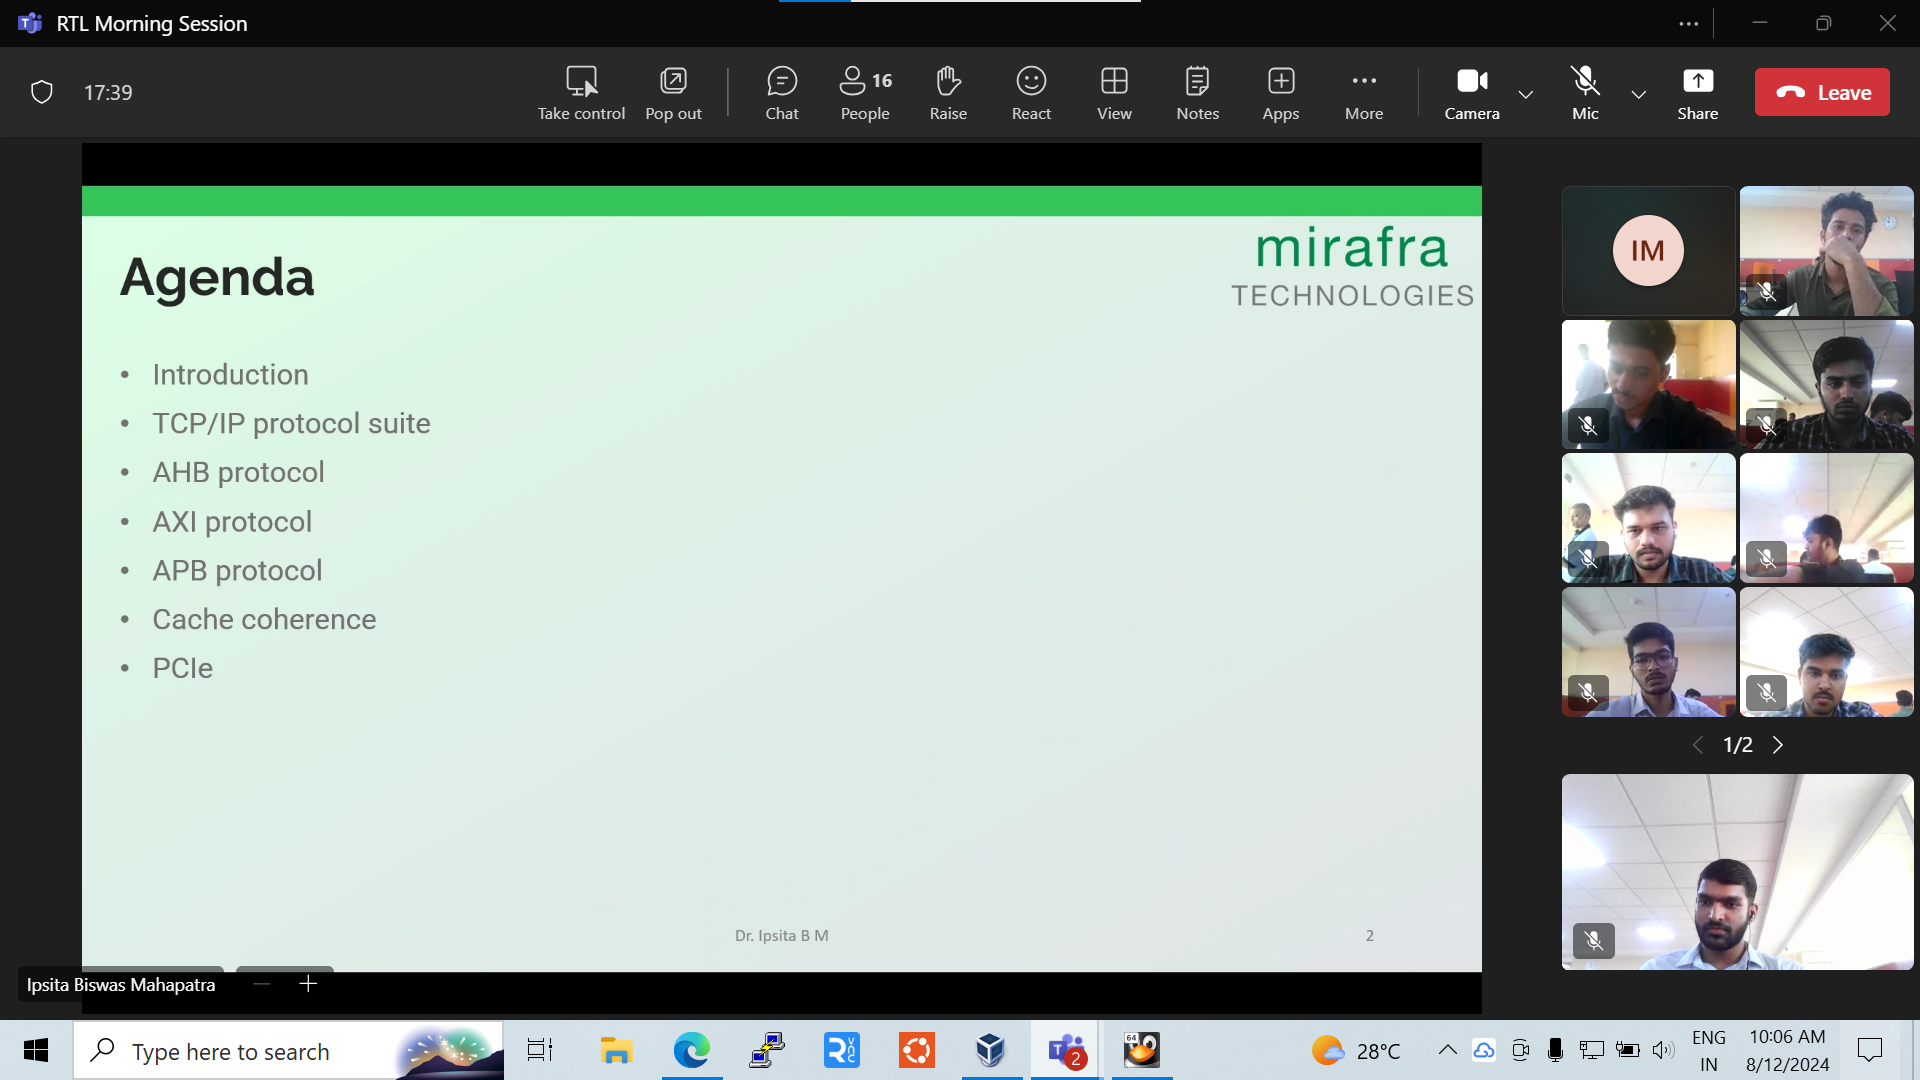 RTL Morning Session
17:39
Take control
Pop out
Chat
16
People
Raise
React
View
Notes
Apps
More
Camera
Mic
Share
Leave
Agenda
mirafra
TECHNOLOGIES
• Introduction
• TCP/IP protocol suite
• AHB protocol
• AXI protocol
• APB protocol
• Cache coherence
• PCIe
Dr. Ipsita B M
2
IM
1/2
Ipsita Biswas Mahapatra
Type here to search
2
64
28°C
ENG
IN
10:06 AM
8/12/2024